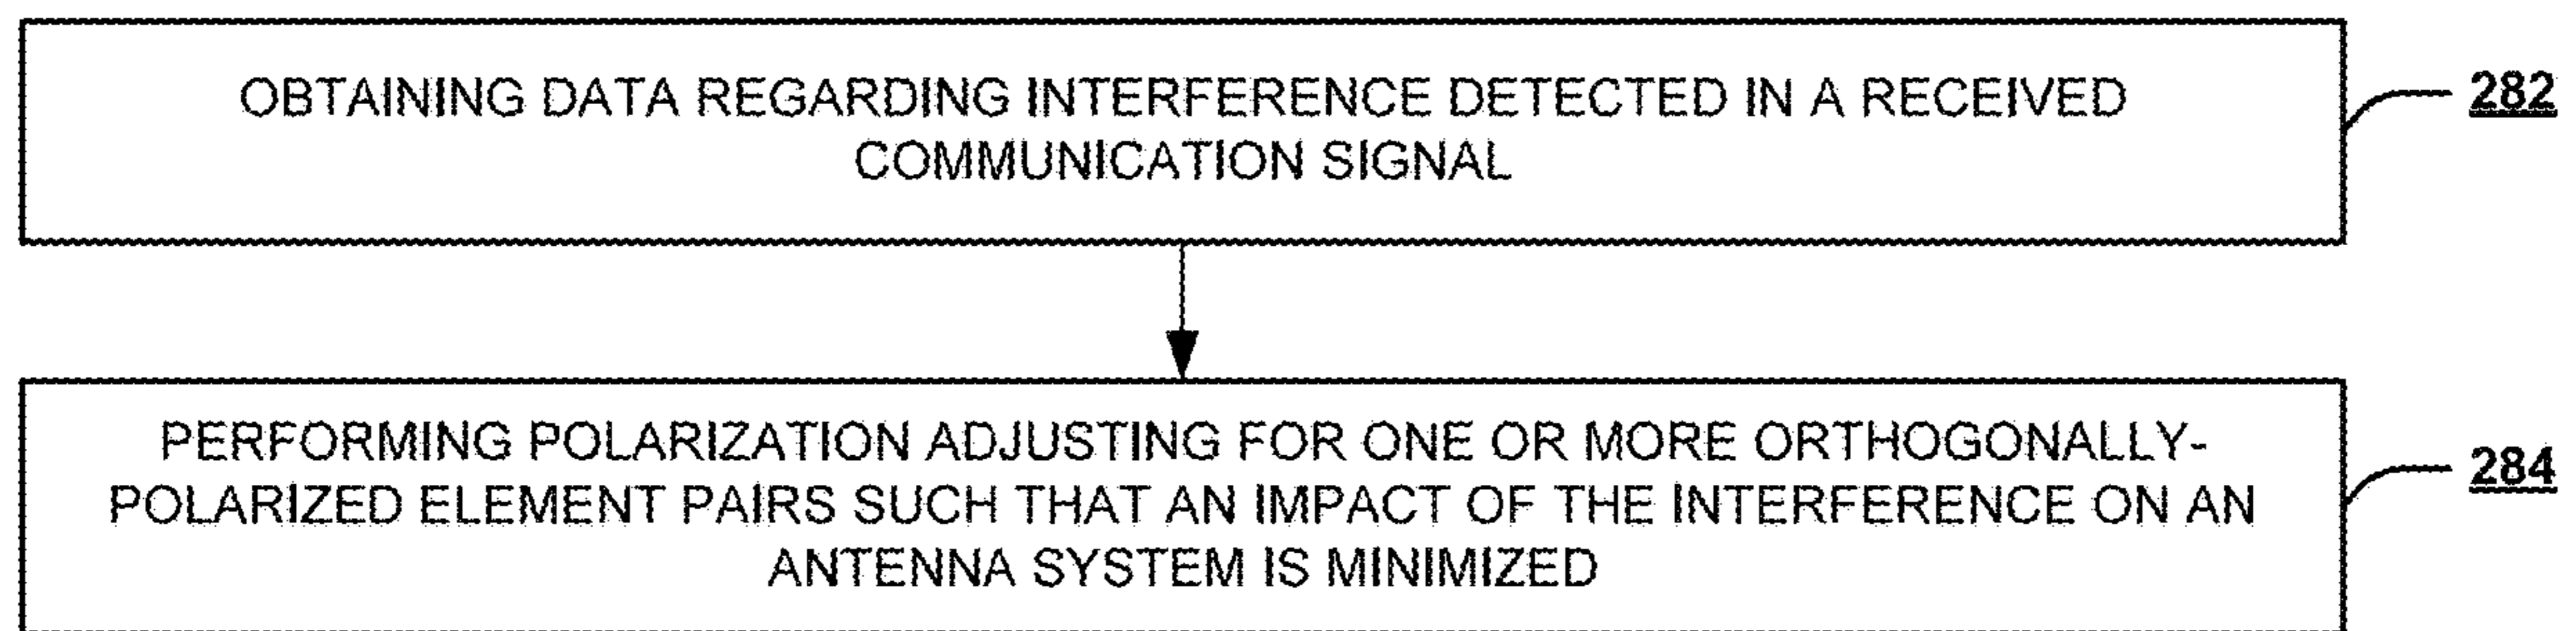 OBTAINING DATA REGARDING INTERFERENCE DETECTED IN A RECEIVED
COMMUNICATION SIGNAL
282
PERFORMING POLARIZATION ADJUSTING FOR ONE OR MORE ORTHOGONALLY-
POLARIZED ELEMENT PAIRS SUCH THAT AN IMPACT OF THE INTERFERENCE ON AN
ANTENNA SYSTEM IS MINIMIZED
284